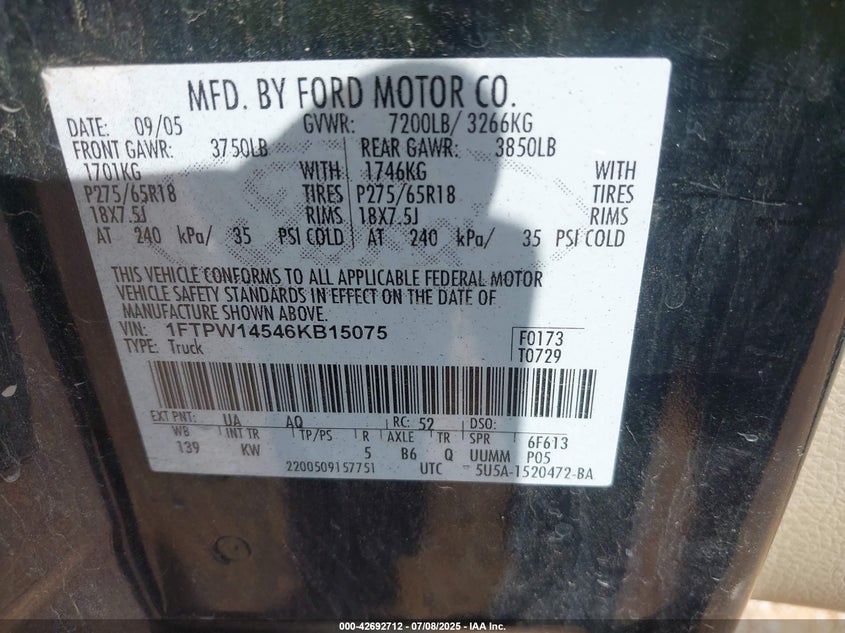 MFD. BY FORD MOTOR CO.
DATE: 09/05 GVWR: 7200LB/ 3266KG
FRONT GAWR: 3750LB REAR GAWR: 3850LB
1701KG WITH 1746KG WITH
P275/65R18 TIRES P275/65R18 TIRES
18X7.5J RIMS 18X7.5J RIMS
AT 240 kPa/ 35 PSI COLD AT 240 kPa/ 35 PSI COLD
THIS VEHICLE CONFORMS TO ALL APPLICABLE FEDERAL MOTOR
VEHICLE SAFETY STANDARDS IN EFFECT ON THE DATE OF
MANUFACTURE SHOWN ABOVE.
VIN: 1FTPW14546KB15075 F0173
TYPE: Truck T0729
EXT PNT: UA AQ RC: 52 DSO:
WB INT TR TP/PS R AXLE TR SPR 6F613
139 KW 5 B6 Q UUMM P05
2200509157751 UTC 5U5A-1520472-BA
000-42692712 - 07/08/2025 - IAA Inc.